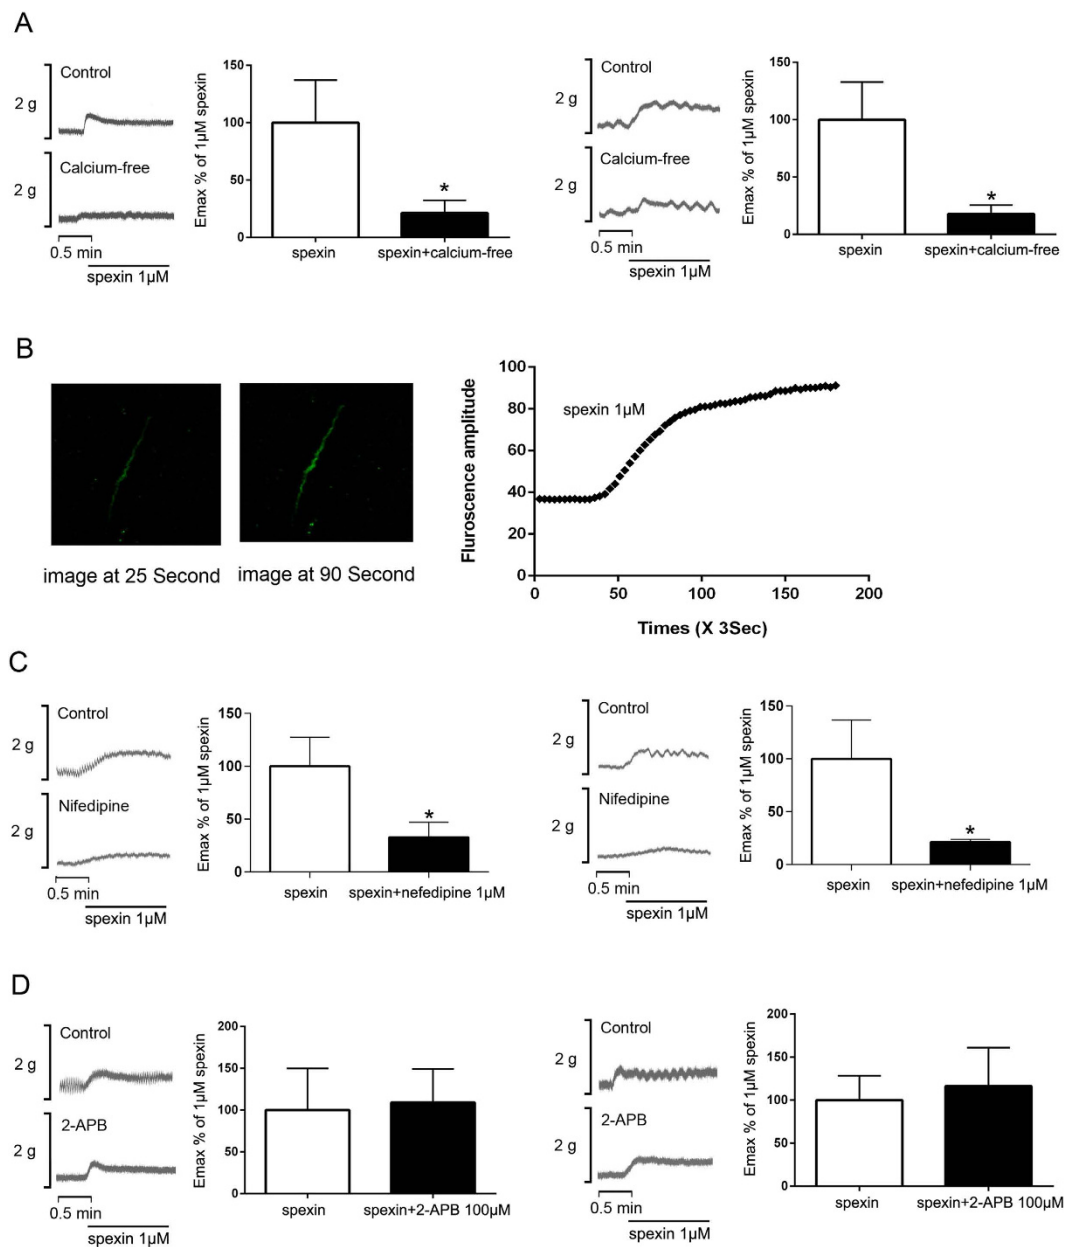 A
Control
2 g
Calcium-free
2 g
0.5 min
spexin 1µM
Emax % of 1µM spexin
150
100
50
0
spexin
spexin+calcium-free
*
Control
2 g
Calcium-free
2 g
0.5 min
spexin 1µM
Emax % of 1µM spexin
150
100
50
0
spexin
spexin+calcium-free
*
B
image at 25 Second
image at 90 Second
Fluroscence amplitude
100
80
60
40
20
0
spexin 1µM
0
50
100
150
200
Times (X 3Sec)
C
Control
2 g
Nifedipine
2 g
0.5 min
spexin 1µM
Emax % of 1µM spexin
150
100
50
0
spexin
spexin+nefedipine 1µM
*
Control
2 g
Nifedipine
2 g
0.5 min
spexin 1µM
Emax % of 1µM spexin
150
100
50
0
spexin
spexin+nefedipine 1µM
*
D
Control
2 g
2-APB
2 g
0.5 min
spexin 1µM
Emax % of 1µM spexin
200
150
100
50
0
spexin
spexin+2-APB 100µM
Control
2 g
2-APB
2 g
0.5 min
spexin 1µM
Emax % of 1µM spexin
200
150
100
50
0
spexin
spexin+2-APB 100µM